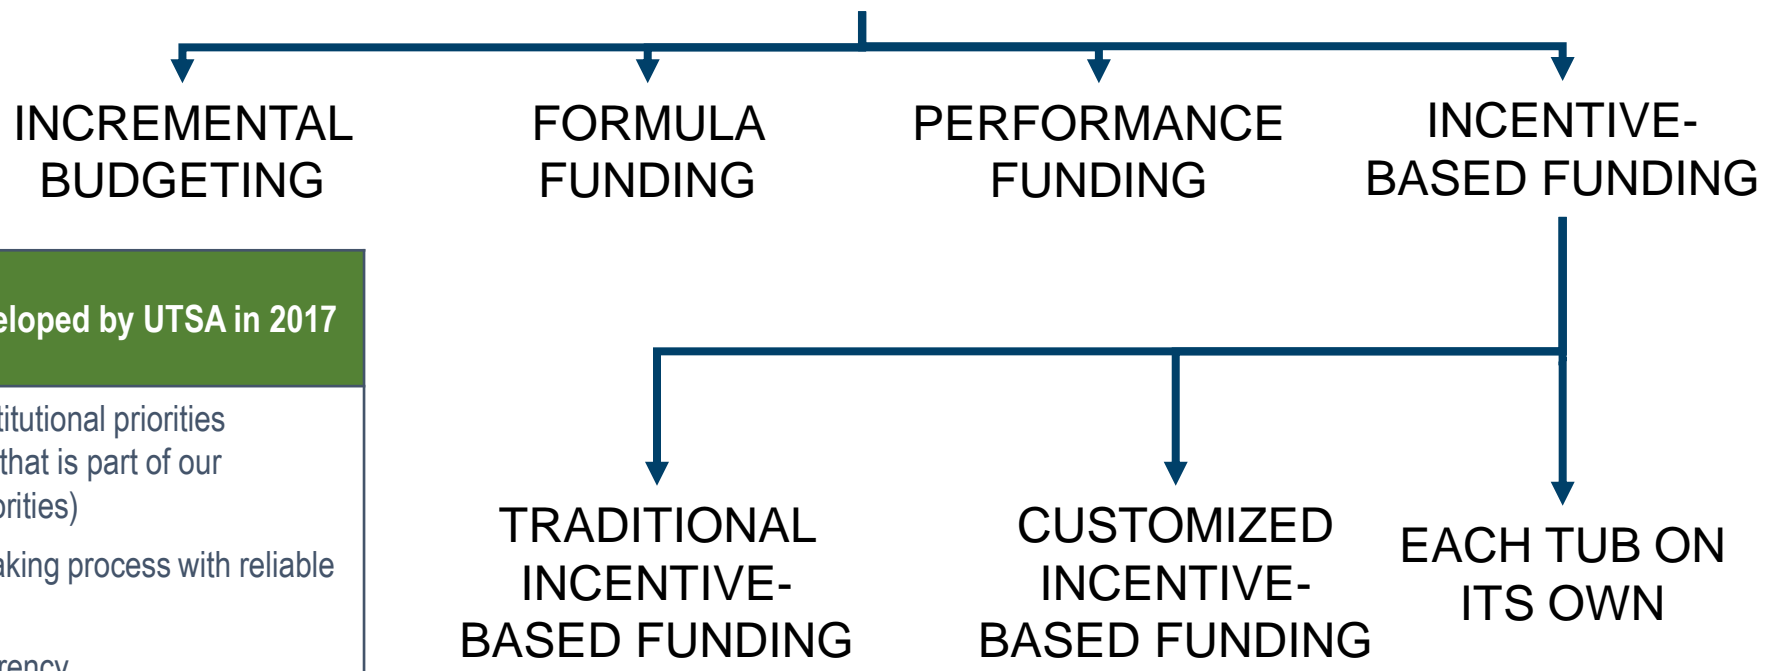 INCREMENTAL
BUDGETING
FORMULA
FUNDING
PERFORMANCE
FUNDING
INCENTIVE-
BASED FUNDING
eloped by UTSA in 2017
titutional priorities
that is part of our
orities)
aking process with reliable
rency
TRADITIONAL
INCENTIVE-
BASED FUNDING
CUSTOMIZED
INCENTIVE-
BASED FUNDING
EACH TUB ON
ITS OWN